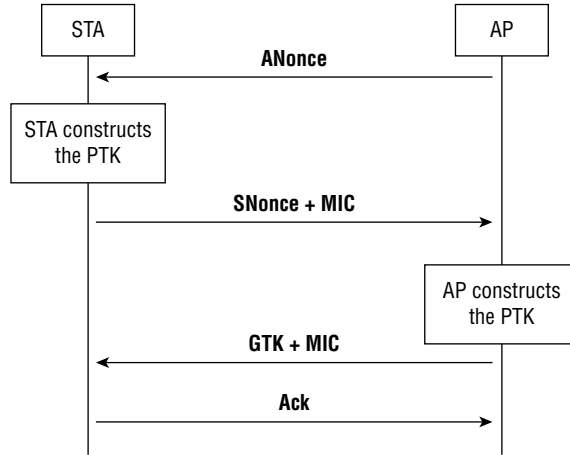 STA
AP
ANonce
STA constructs
the PTK
SNonce + MIC
AP constructs
the PTK
GTK + MIC
Ack